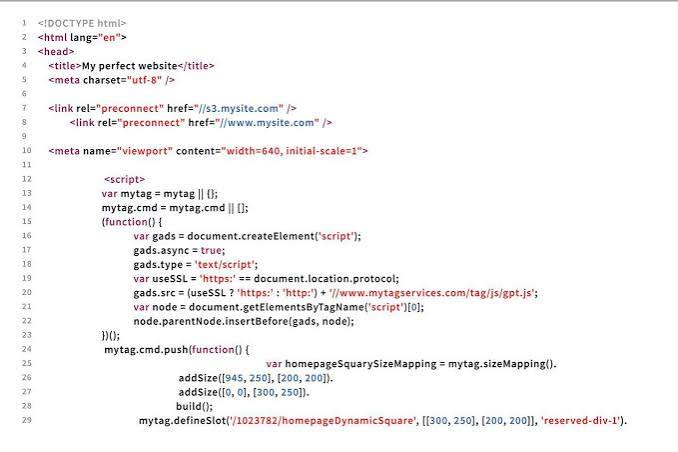 1 <!DOCTYPE html>
2 <html lang="en">
3 <head>
4 <title>My perfect website</title>
5 <meta charset="utf-8" />
6
7 <link rel="preconnect" href="//s3.mysite.com" />
8 <link rel="preconnect" href="//www.mysite.com" />
9
10 <meta name="viewport" content="width=640, initial-scale=1">
11
12 <script>
13 var mytag = mytag || {};
14 mytag.cmd = mytag.cmd || [];
15 (function() {
16 var gads = document.createElement('script');
17 gads.async = true;
18 gads.type = 'text/script';
19 var useSSL = 'https:' == document.location.protocol;
20 gads.src = (useSSL ? 'https:' : 'http:') + '//www.mytagservices.com/tag/js/gpt.js';
21 var node = document.getElementsByTagName('script')[0];
22 node.parentNode.insertBefore(gads, node);
23 })();
24 mytag.cmd.push(function() {
25 var homepageSquarySizeMapping = mytag.sizeMapping().
26 addSize([945, 250], [200, 200]).
27 addSize([0, 0], [300, 250]).
28 build();
29 mytag.defineSlot('/1023782/homepageDynamicSquare', [[300, 250], [200, 200]], 'reserved-div-1').